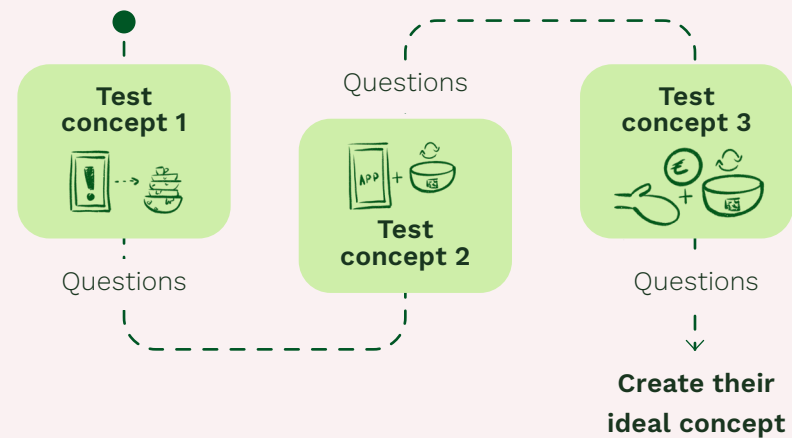 Test
concept 1
!
Questions
APP
+
Test
concept 2
Questions
Test
concept 3
€
+
Questions
Create their
ideal concept